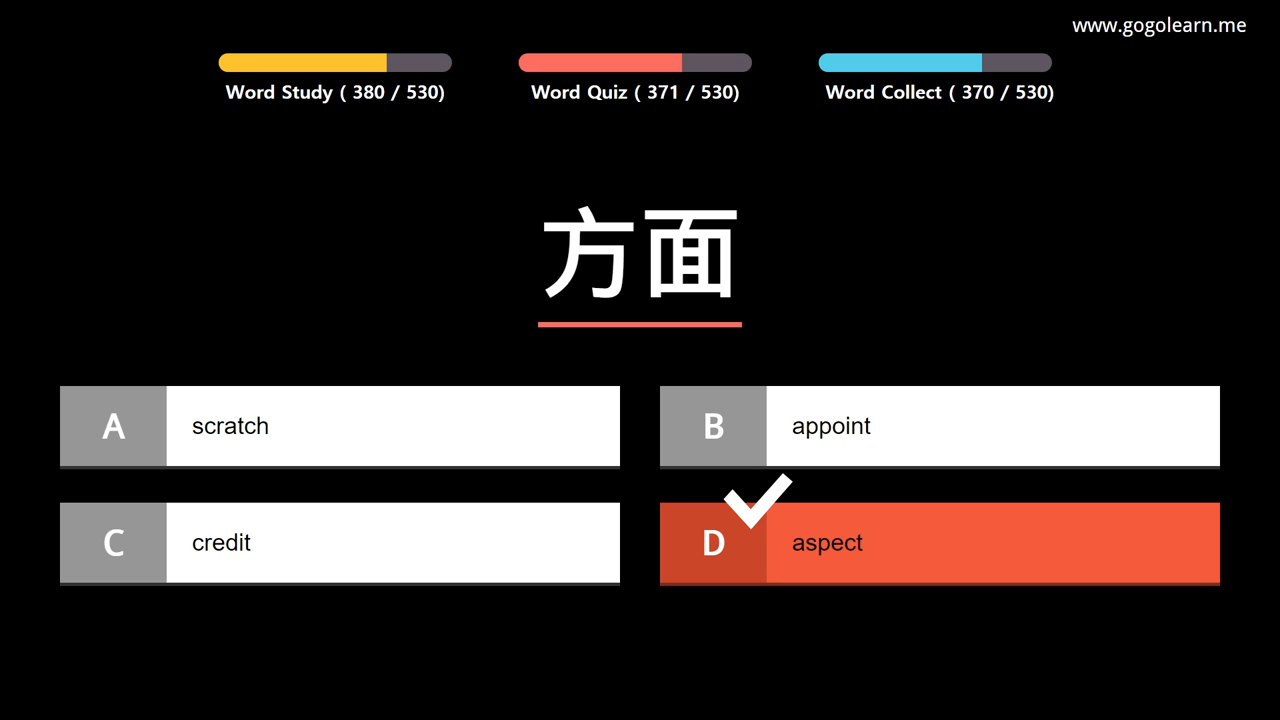 www.gogolearn.me
Word Study ( 380 / 530)
Word Quiz ( 371 / 530)
Word Collect ( 370 / 530)
方面
A scratch
B appoint
C credit
D aspect